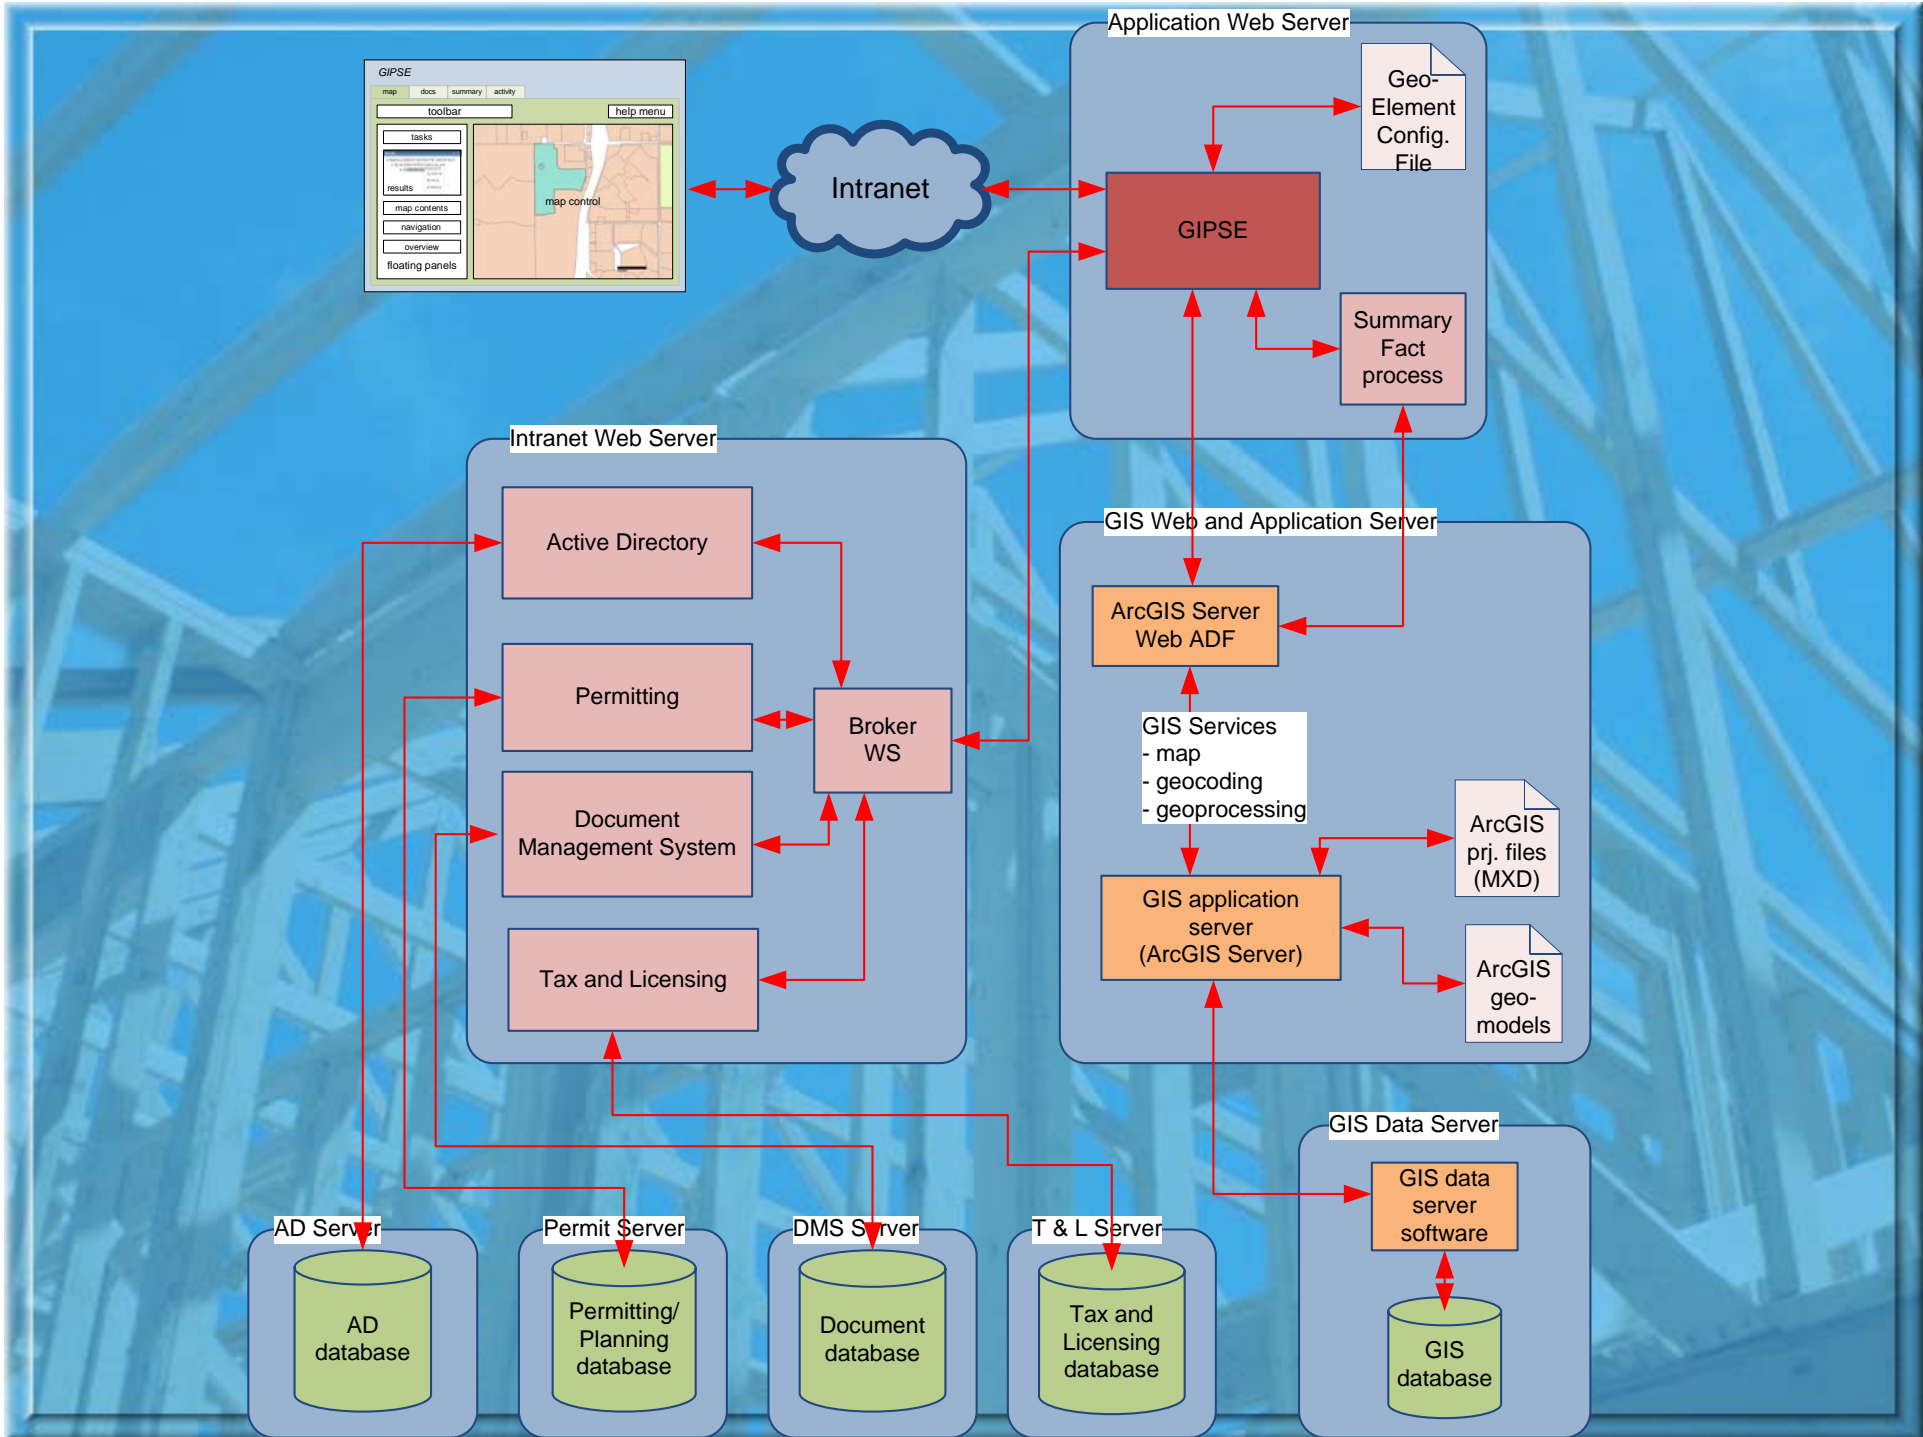 Application Web Server
GIPSE
map
docs
summary
activity
toolbar
help menu
tasks
results
map contents
navigation
overview
floating panels
map control
Intranet
Geo-
Element
Config.
File
GIPSE
Summary
Fact
process
Intranet Web Server
Active Directory
Permitting
Document
Management System
Tax and Licensing
Broker
WS
GIS Web and Application Server
ArcGIS Server
Web ADF
GIS Services
- map
- geocoding
- geoprocessing
GIS application
server
(ArcGIS Server)
ArcGIS
prj. files
(MXD)
ArcGIS
geo-
models
GIS Data Server
GIS data
server
software
GIS
database
AD Server
AD
database
Permit Server
Permitting/
Planning
database
DMS Server
Document
database
T & L Server
Tax and
Licensing
database